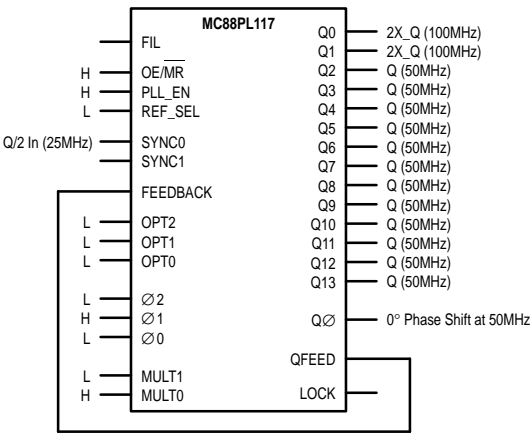 MC88PL117
FIL
Q0 2X_Q (100MHz)
Q1 2X_Q (100MHz)
H OE/MR Q2 Q (50MHz)
H PLL_EN Q3 Q (50MHz)
L REF_SEL Q4 Q (50MHz)
Q5 Q (50MHz)
Q/2 In (25MHz) SYNC0 Q6 Q (50MHz)
SYNC1 Q7 Q (50MHz)
FEEDBACK Q8 Q (50MHz)
Q9 Q (50MHz)
L OPT2 Q10 Q (50MHz)
L OPT1 Q11 Q (50MHz)
L OPT0 Q12 Q (50MHz)
Q13 Q (50MHz)
L ∅2
H ∅1 Q∅ 0° Phase Shift at 50MHz
L ∅0
QFEED
L MULT1
H MULT0 LOCK